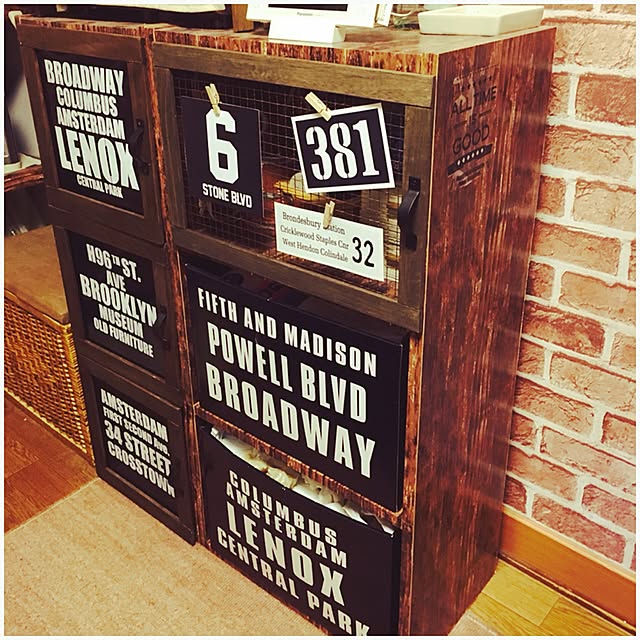 BROADWAY
COLUMBUS
AMSTERDAM
LENOX
CENTRAL PARK
6
STONE BLVD
381
Brondesbury Station
Cricklewood Staples Cnr
West Hendon Colindale
32
ALL TIME
GOOD
H96TH ST.
AVE
BROOKLYN
MUSEUM
OLD FURNITURE
FIFTH AND MADISON
POWELL BLVD
BROADWAY
AMSTERDAM
FIRST SECOND AVE.
34 STREET
CROSSTOWN
COLUMBUS
AMSTERDAM
LENOX
CENTRAL PARK